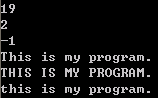 19
2
-1
This is my program.
THIS IS MY PROGRAM.
this is my program.